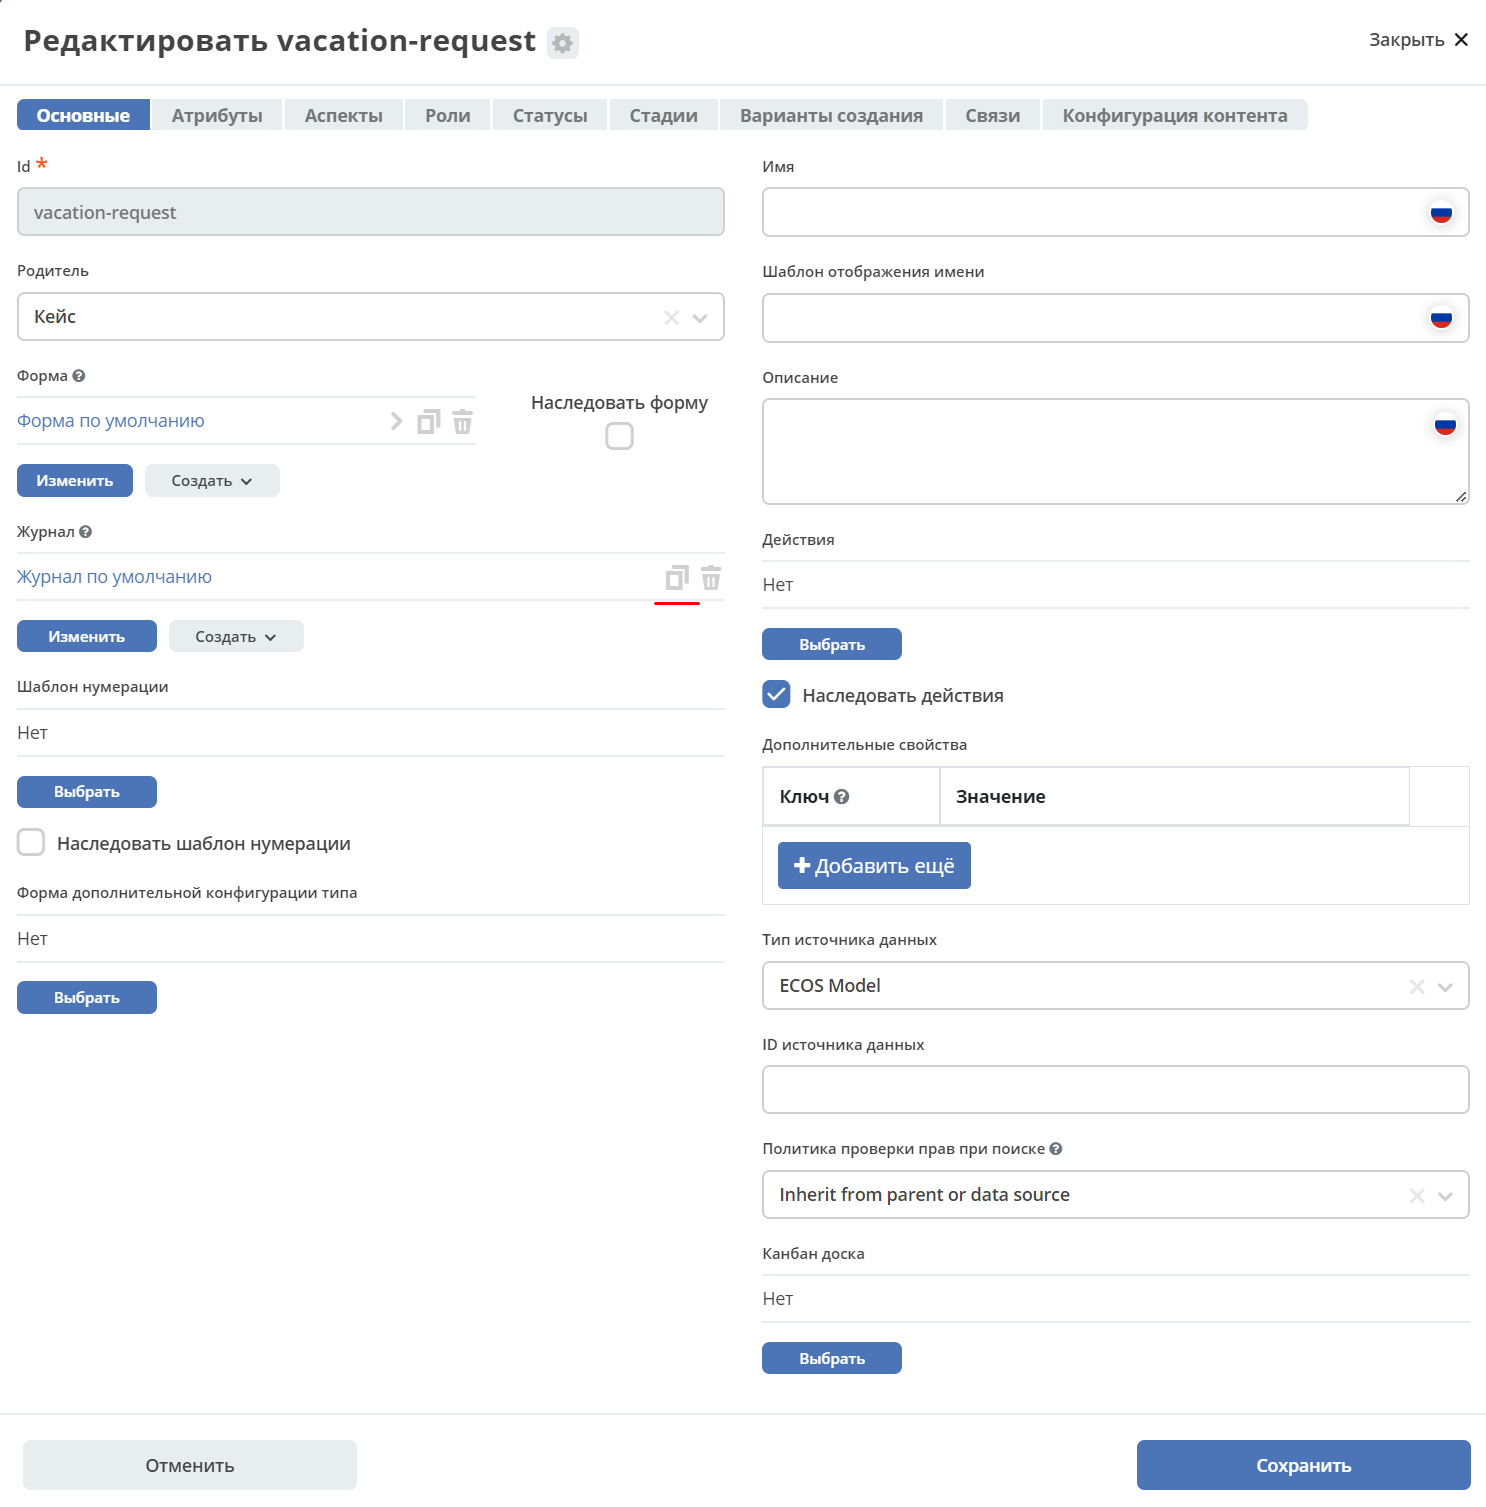 Редактировать vacation-request
Закрыть
Основные
Атрибуты
Аспекты
Роли
Статусы
Стадии
Варианты создания
Связи
Конфигурация контента
Id *
vacation-request
Родитель
Кейс
Форма
Форма по умолчанию
Наследовать форму
Изменить
Создать
Журнал
Журнал по умолчанию
Изменить
Создать
Шаблон нумерации
Нет
Выбрать
Наследовать шаблон нумерации
Форма дополнительной конфигурации типа
Нет
Выбрать
Имя
Шаблон отображения имени
Описание
Действия
Нет
Выбрать
Наследовать действия
Дополнительные свойства
Ключ
Значение
Добавить ещё
Тип источника данных
ECOS Model
ID источника данных
Политика проверки прав при поиске
Inherit from parent or data source
Канбан доска
Нет
Выбрать
Отменить
Сохранить